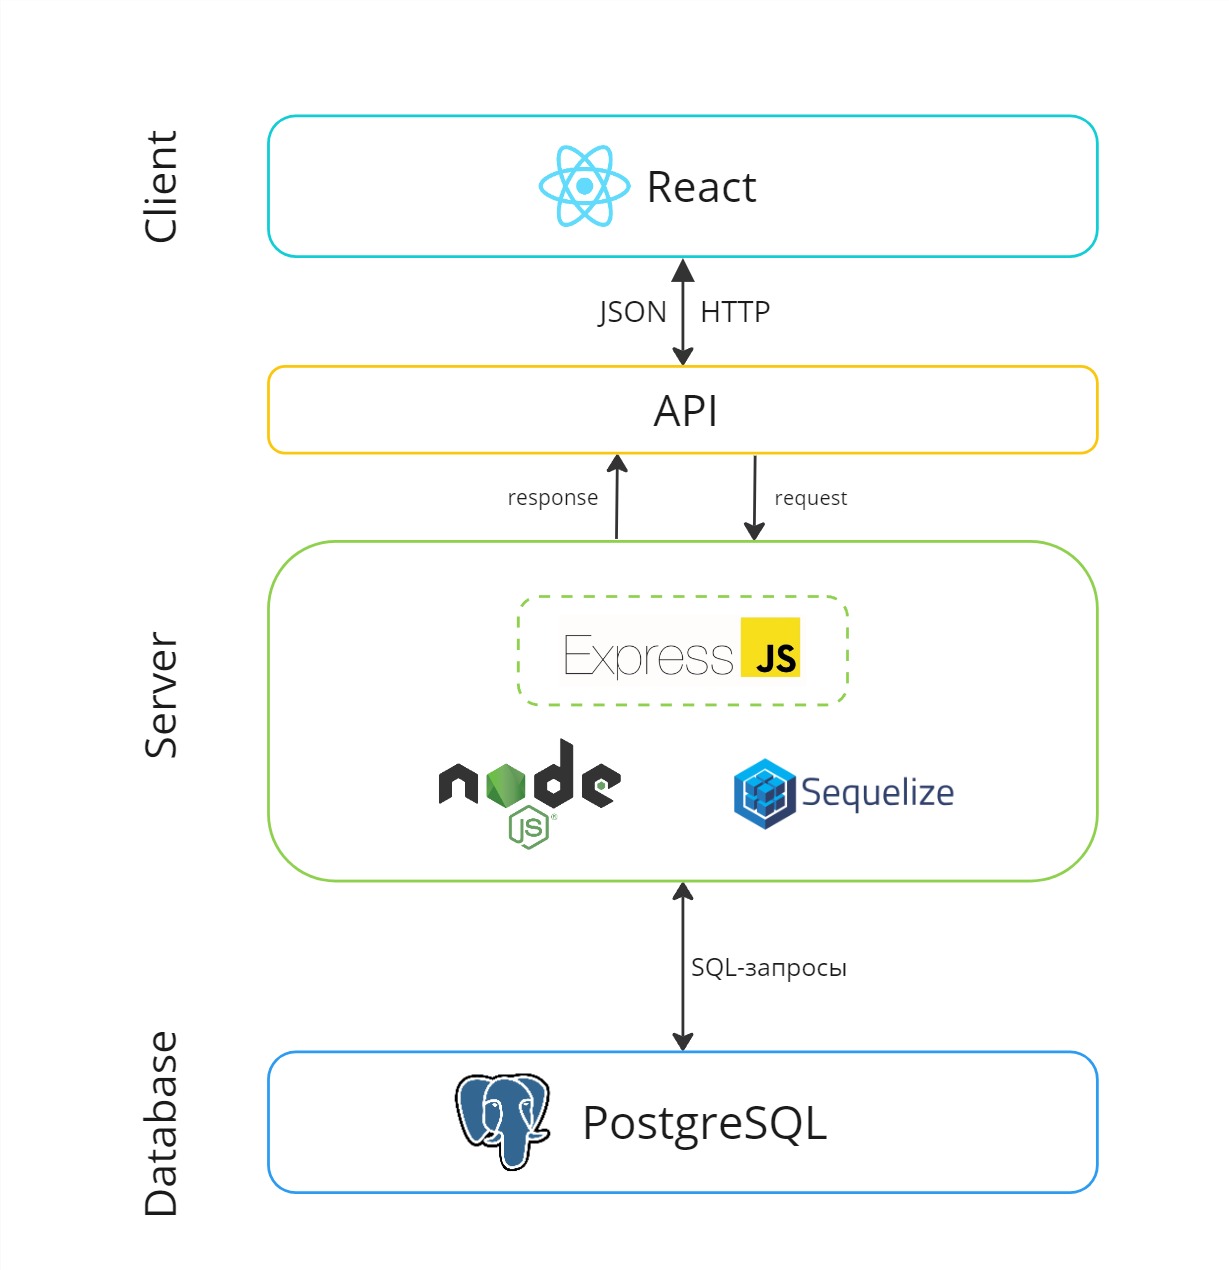 Client
React
JSON HTTP
API
response request
Server
Express JS
node
JS®
Sequelize
SQL-запросы
Database
PostgreSQL